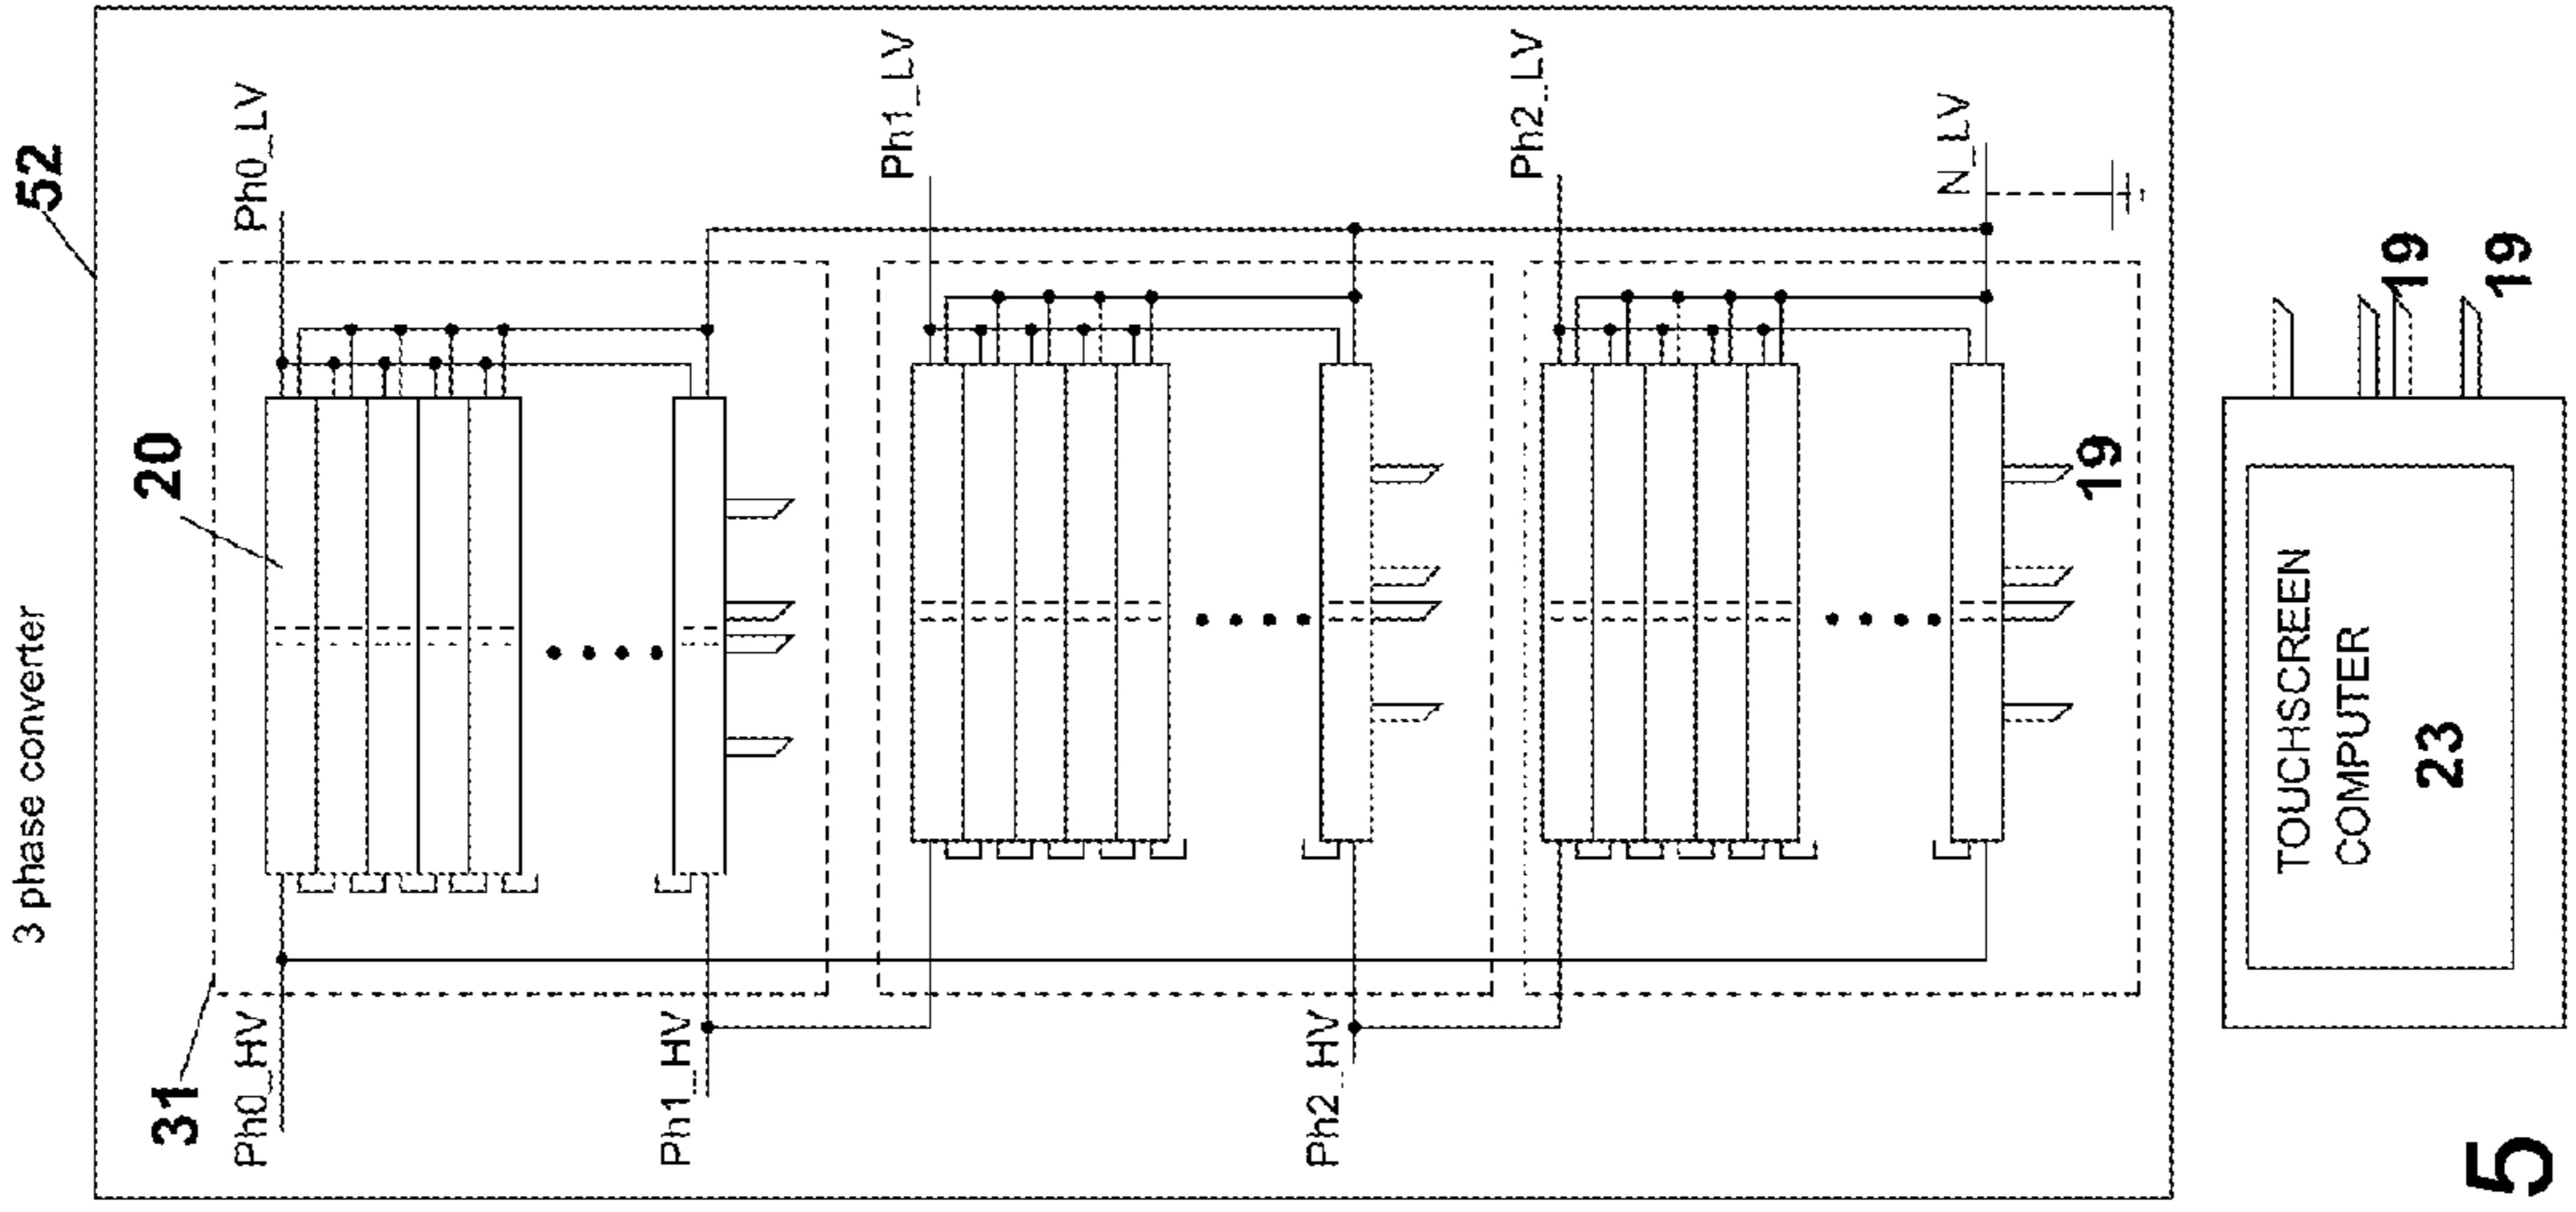 3 phase converter
52
31
20
Ph0_HV
Ph0_LV
Ph1_HV
Ph1_LV
Ph2_HV
Ph2_LV
N_LV
19
19
19
TOUCHSCREEN
COMPUTER
23
5